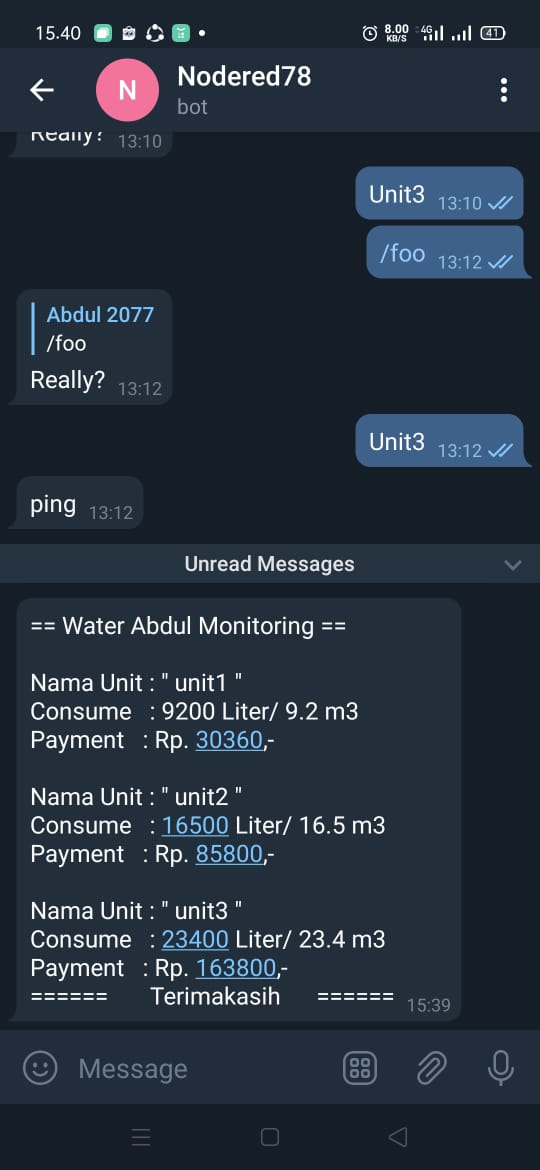 15.40
8.00 KB/S 4G 41
N
Nodered78
bot
Really? 13:10
Unit3 13:10
/foo 13:12
Abdul 2077
/foo
Really? 13:12
Unit3 13:12
ping 13:12
Unread Messages
== Water Abdul Monitoring ==
Nama Unit : " unit1 "
Consume : 9200 Liter/ 9.2 m3
Payment : Rp. 30360,-
Nama Unit : " unit2 "
Consume : 16500 Liter/ 16.5 m3
Payment : Rp. 85800,-
Nama Unit : " unit3 "
Consume : 23400 Liter/ 23.4 m3
Payment : Rp. 163800,-
====== Terimakasih ====== 15:39
Message